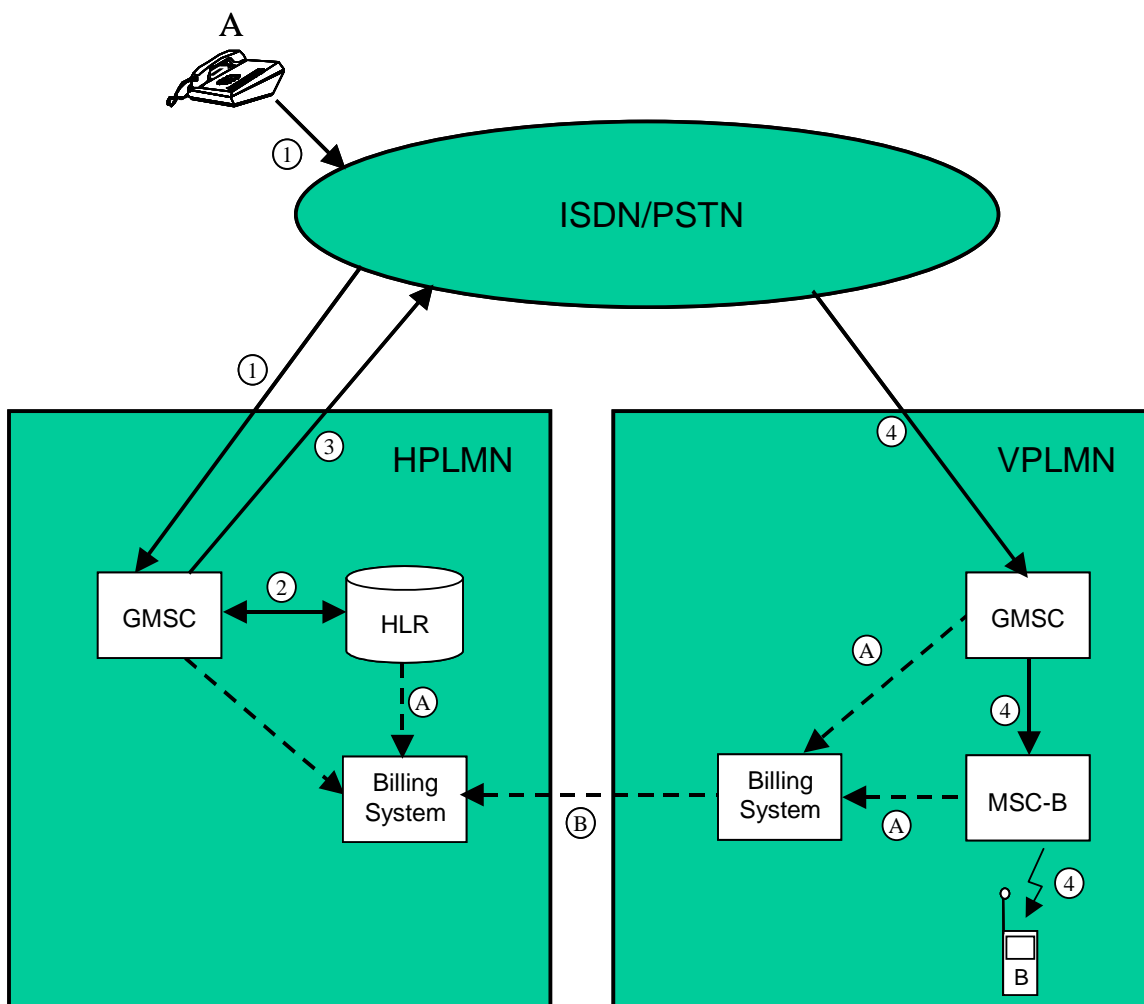 A
1
ISDN/PSTN
1
3
4
HPLMN
VPLMN
2
GMSC
HLR
GMSC
A
A
4
Billing
System
Billing
System
MSC-B
B
A
4
B